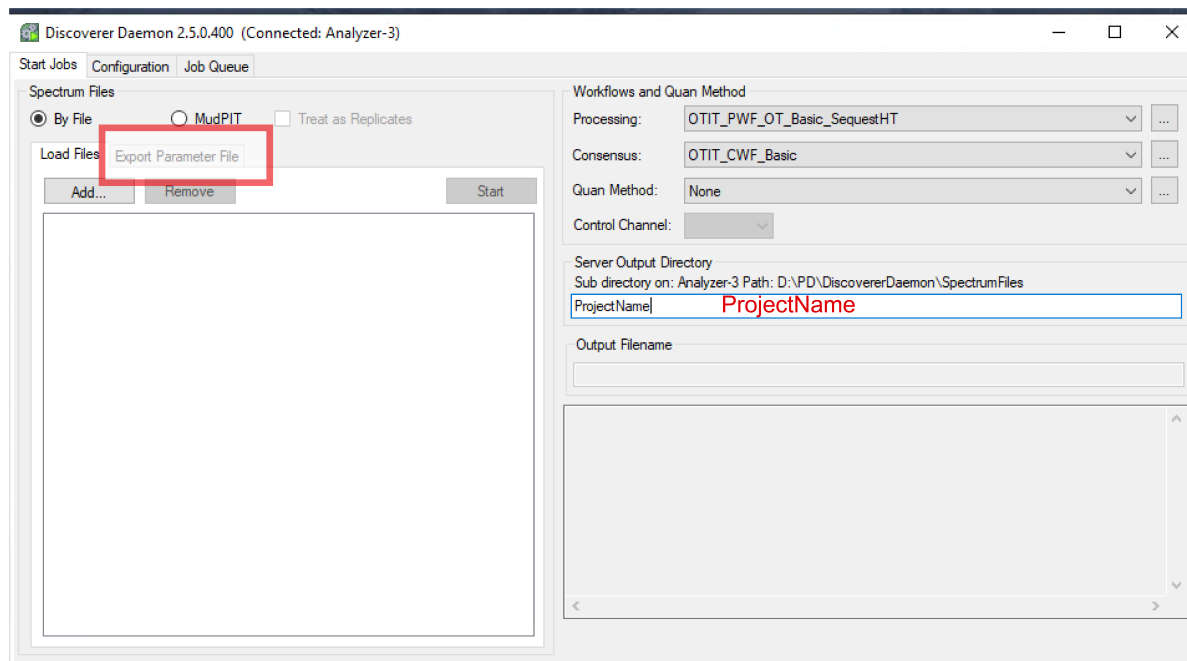 Discoverer Daemon 2.5.0.400 (Connected: Analyzer-3)
Start Jobs Configuration Job Queue
Spectrum Files
By File MudPIT Treat as Replicates
Load Files Export Parameter File
Add... Remove Start
Workflows and Quan Method
Processing: OTIT_PWF_OT_Basic_SequestHT ...
Consensus: OTIT_CWF_Basic ...
Quan Method: None ...
Control Channel:
Server Output Directory
Sub directory on: Analyzer-3 Path: D:\PD\DiscovererDaemon\SpectrumFiles
ProjectName ProjectName
Output Filename